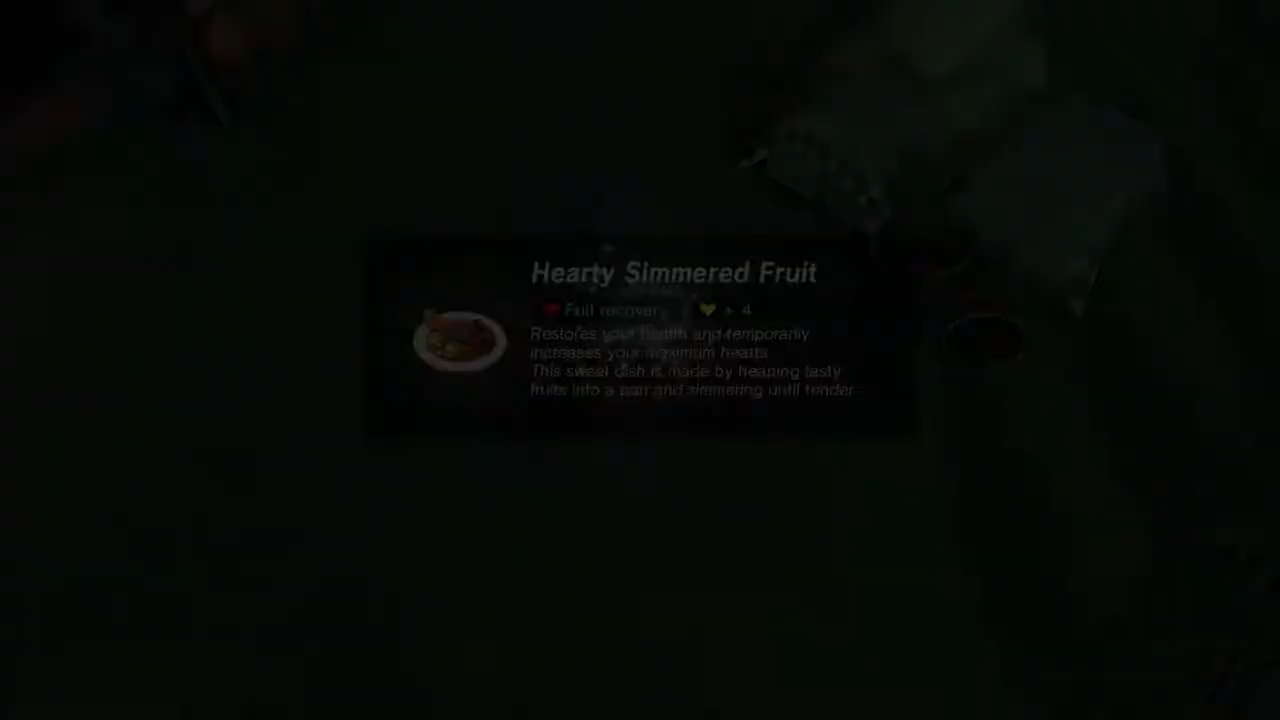 Hearty Simmered Fruit
Full recovery + 4
Restores your health and temporarily
increases your maximum hearts.
This sweet dish is made by heaping tasty
fruits into a pan and simmering until tender.